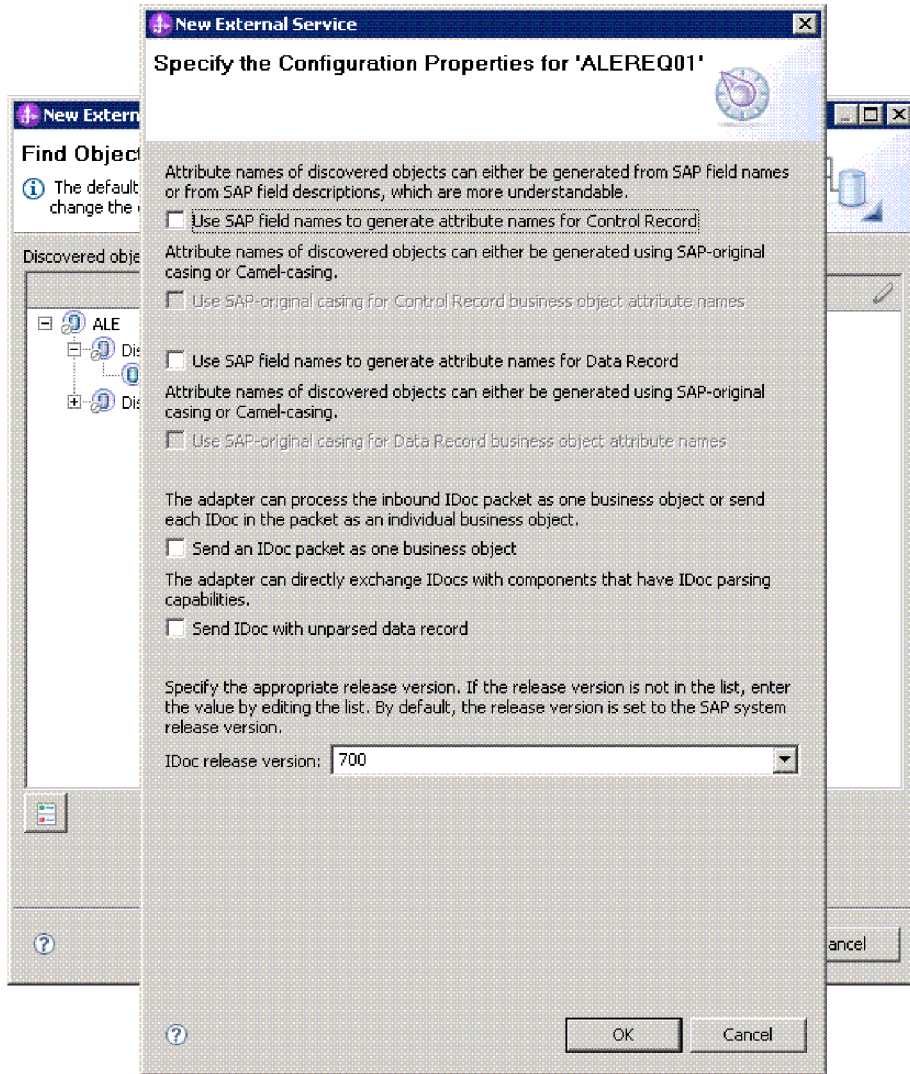 New External Service
Specify the Configuration Properties for 'ALEREQ01'
Attribute names of discovered objects can either be generated from SAP field names
or from SAP field descriptions, which are more understandable.
Use SAP field names to generate attribute names for Control Record
Attribute names of discovered objects can either be generated using SAP-original
casing or Camel-casing.
Use SAP-original casing for Control Record business object attribute names
Use SAP field names to generate attribute names for Data Record
Attribute names of discovered objects can either be generated using SAP-original
casing or Camel-casing.
Use SAP-original casing for Data Record business object attribute names
The adapter can process the inbound IDoc packet as one business object or send
each IDoc in the packet as an individual business object.
Send an IDoc packet as one business object
The adapter can directly exchange IDocs with components that have IDoc parsing
capabilities.
Send IDoc with unparsed data record
Specify the appropriate release version. If the release version is not in the list, enter
the value by editing the list. By default, the release version is set to the SAP system
release version.
IDoc release version: 700
OK
Cancel
New Extern
Find Object
The default
change the
Discovered obje
ALE
Dis
Dis
ancel